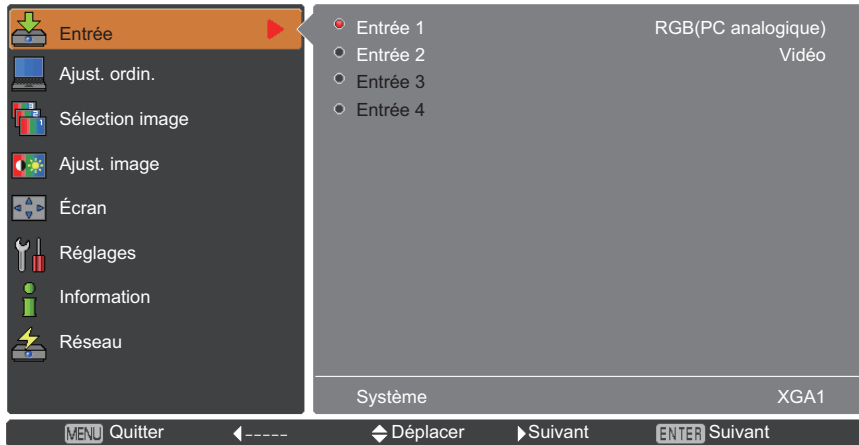 Entrée
Ajust. ordin.
Sélection image
Ajust. image
Écran
Réglages
Information
Réseau
Entrée 1 RGB(PC analogique)
Entrée 2 Vidéo
Entrée 3
Entrée 4
Système XGA1
MENU Quitter ----- Déplacer Suivant ENTER Suivant